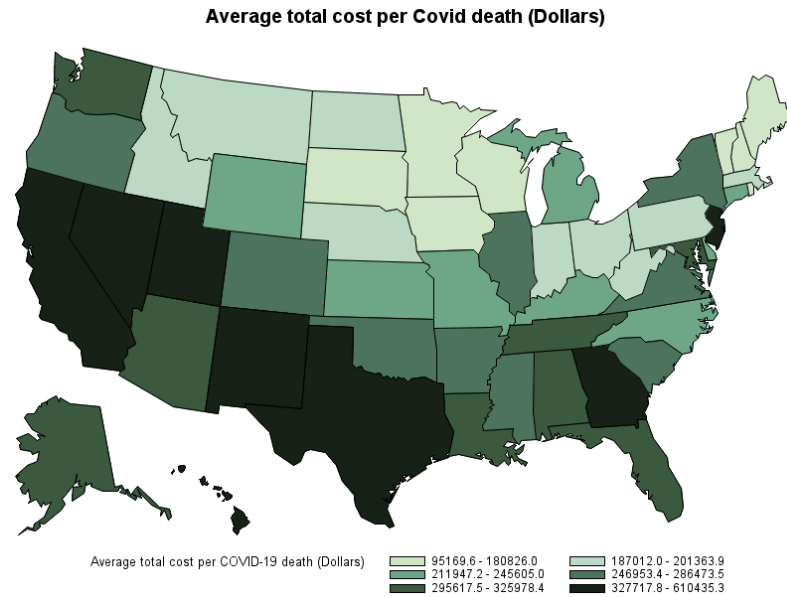 Average total cost per Covid death (Dollars)
Average total cost per COVID-19 death (Dollars) 95169.6 - 180826.0 187012.0 - 201363.9
211947.2 - 245605.0 246953.4 - 286473.5
295617.5 - 325978.4 327717.8 - 610435.3